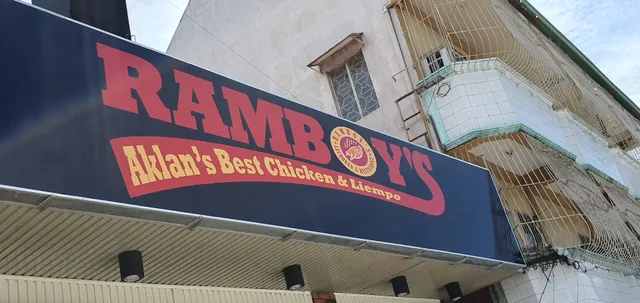 RAMBOY'S
Aklan's Best Chicken & Liempo